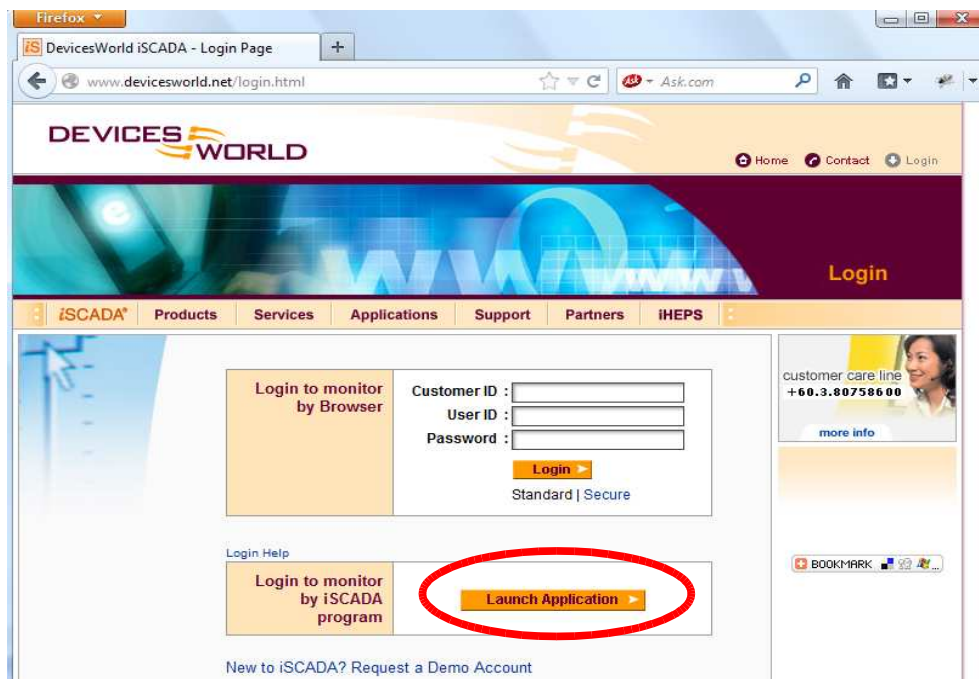 Firefox
iS DevicesWorld iSCADA - Login Page
www.devicesworld.net/login.html
Ask.com
DEVICES
WORLD
Home Contact Login
e
www
www
Login
iSCADA® Products Services Applications Support Partners iHEPS
Login to monitor
by Browser
Customer ID :
User ID :
Password :
Login
Standard | Secure
customer care line
+60.3.80758600
more info
Login Help
Login to monitor
by iSCADA
program
Launch Application
BOOKMARK
New to iSCADA? Request a Demo Account